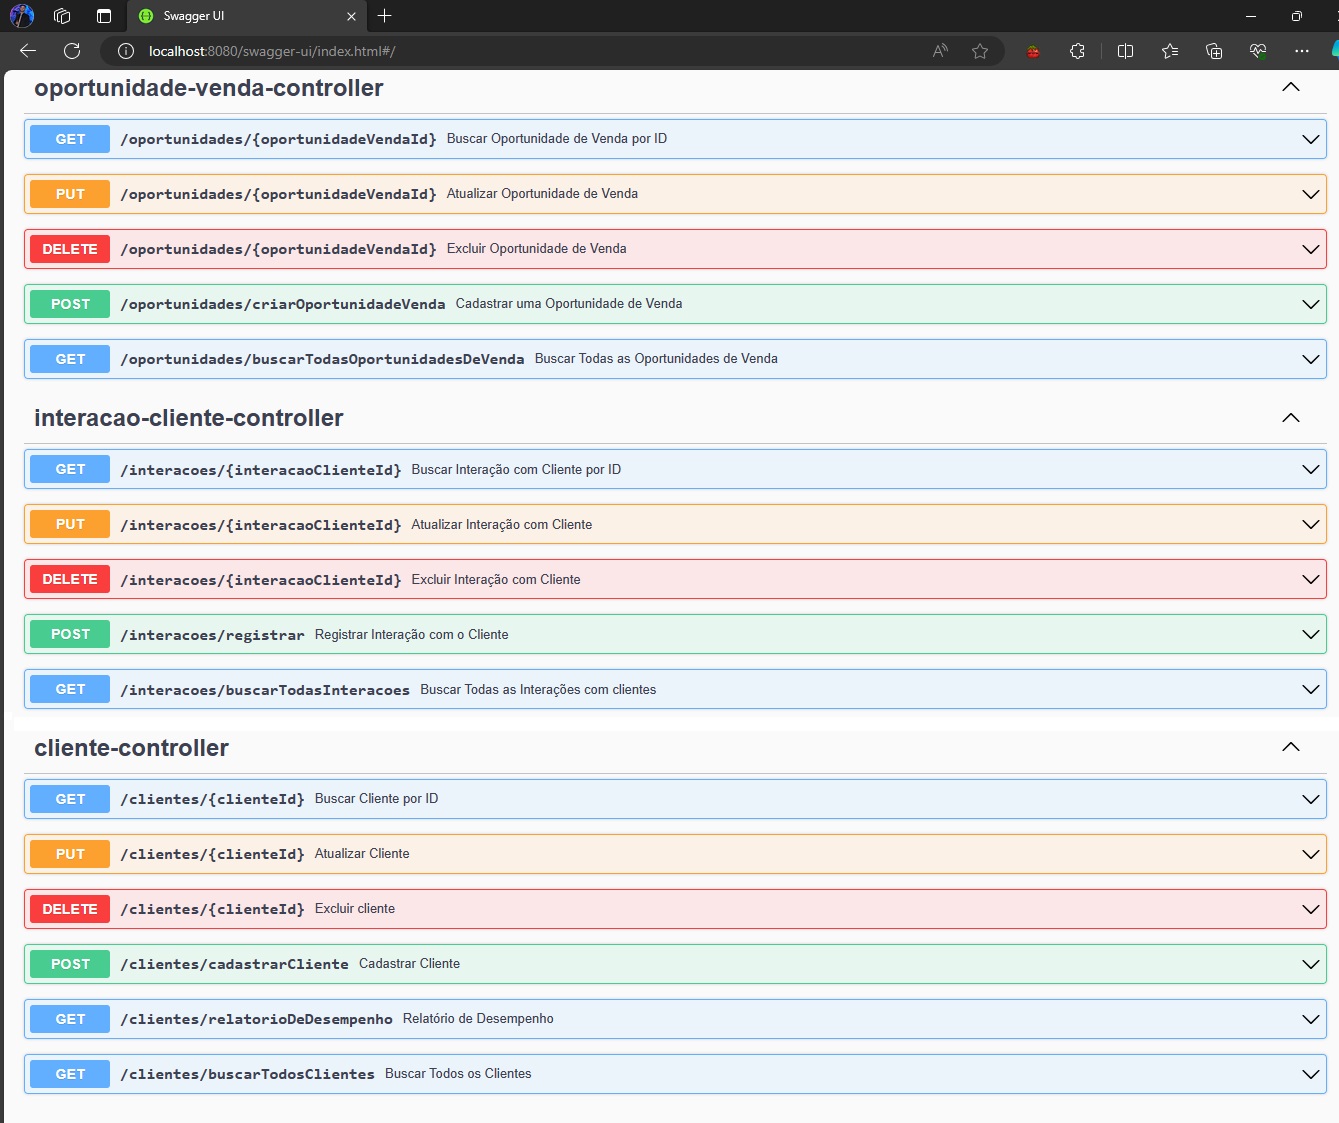 Swagger UI
localhost:8080/swagger-ui/index.html#/
oportunidade-venda-controller
GET /oportunidades/{oportunidadeVendaId} Buscar Oportunidade de Venda por ID
PUT /oportunidades/{oportunidadeVendaId} Atualizar Oportunidade de Venda
DELETE /oportunidades/{oportunidadeVendaId} Excluir Oportunidade de Venda
POST /oportunidades/criarOportunidadeVenda Cadastrar uma Oportunidade de Venda
GET /oportunidades/buscarTodasOportunidadesDeVenda Buscar Todas as Oportunidades de Venda
interacao-cliente-controller
GET /interacoes/{interacaoClienteId} Buscar Interação com Cliente por ID
PUT /interacoes/{interacaoClienteId} Atualizar Interação com Cliente
DELETE /interacoes/{interacaoClienteId} Excluir Interação com Cliente
POST /interacoes/registrar Registrar Interação com o Cliente
GET /interacoes/buscarTodasInteracoes Buscar Todas as Interações com clientes
cliente-controller
GET /clientes/{clienteId} Buscar Cliente por ID
PUT /clientes/{clienteId} Atualizar Cliente
DELETE /clientes/{clienteId} Excluir cliente
POST /clientes/cadastrarCliente Cadastrar Cliente
GET /clientes/relatorioDeDesempenho Relatório de Desempenho
GET /clientes/buscarTodosClientes Buscar Todos os Clientes